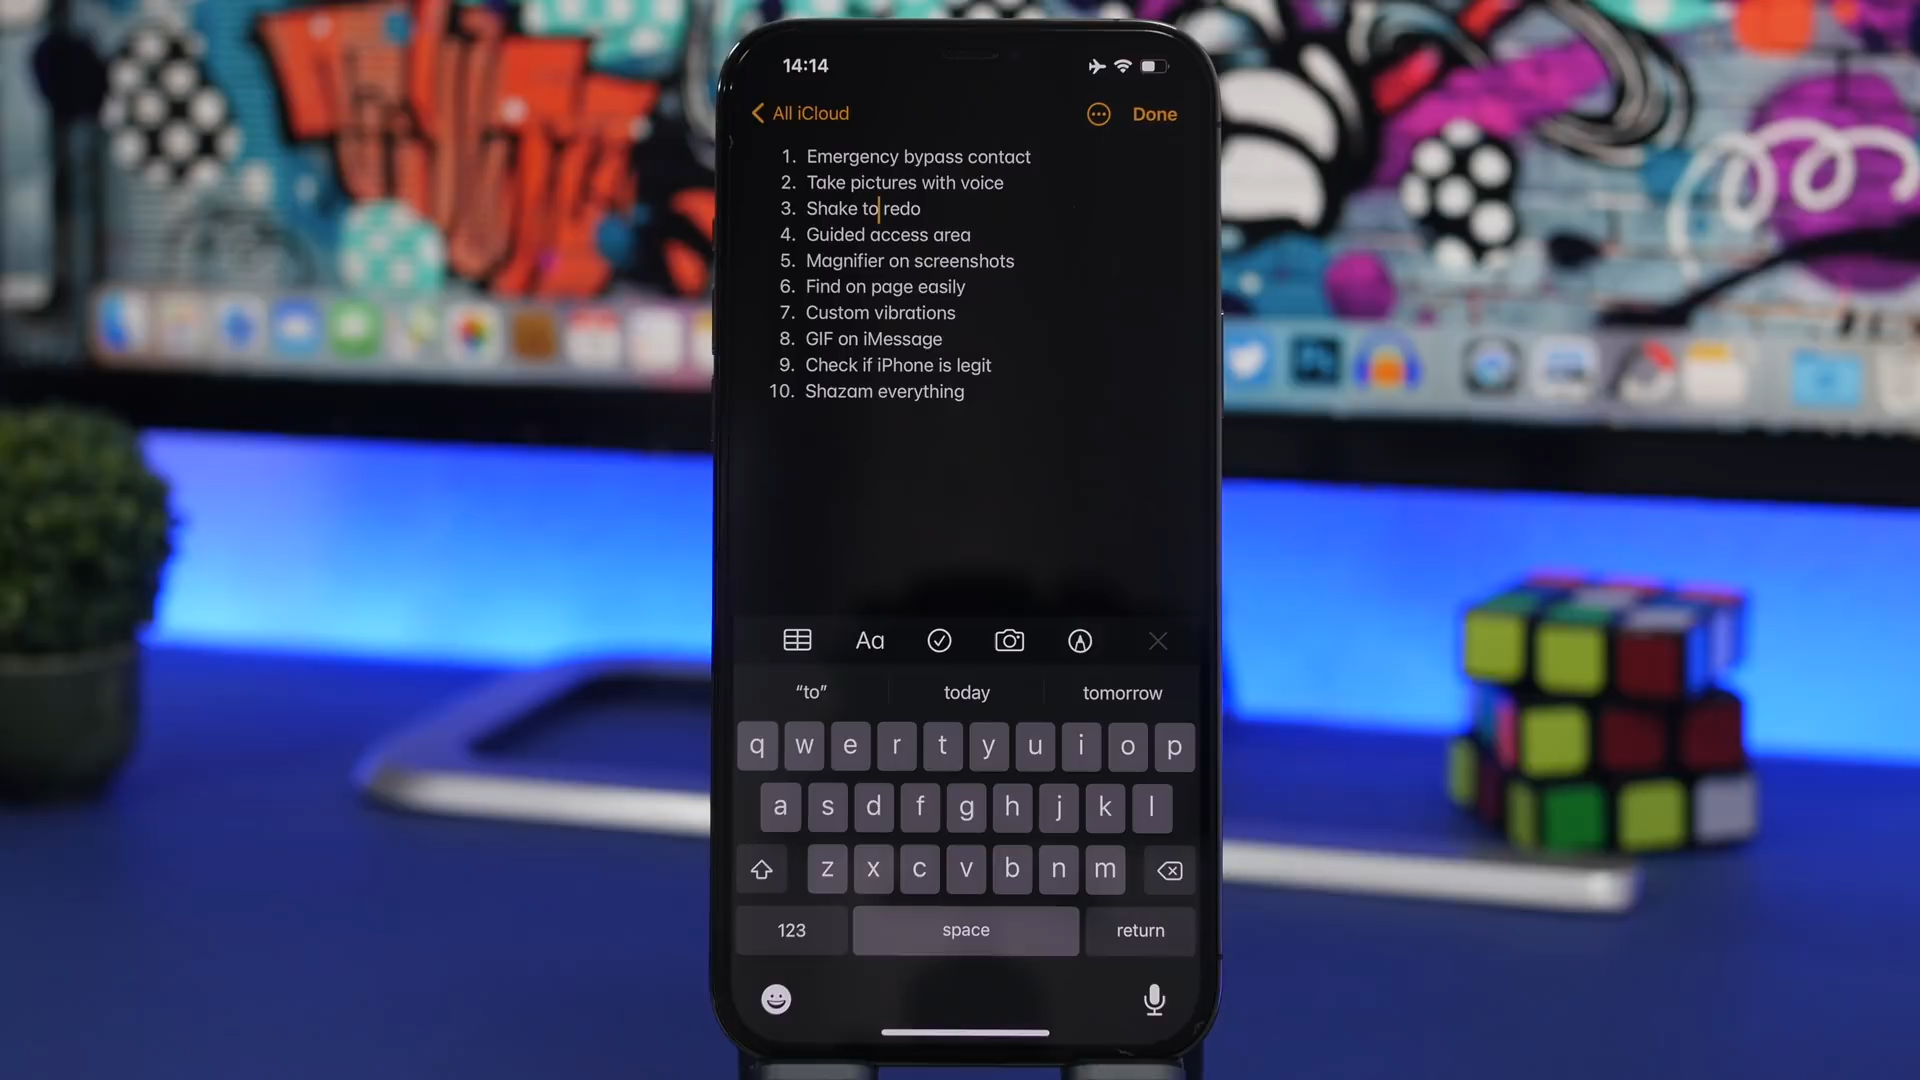 14:14
All iCloud
Done
1. Emergency bypass contact
2. Take pictures with voice
3. Shake to redo
4. Guided access area
5. Magnifier on screenshots
6. Find on page easily
7. Custom vibrations
8. GIF on iMessage
9. Check if iPhone is legit
10. Shazam everything
Aa
“to” today tomorrow
q w e r t y u i o p
a s d f g h j k l
z x c v b n m
123 space return